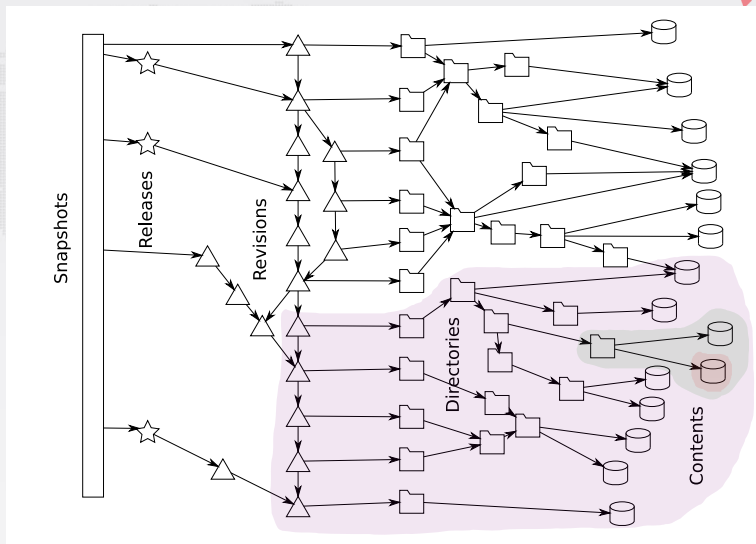 Snapshots
Releases
Revisions
Directories
Contents